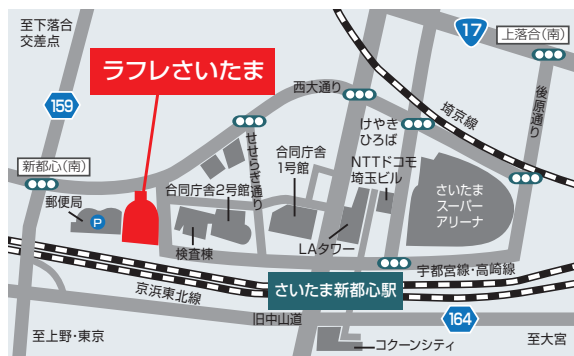 至下落合
交差点
17
上落合(南)
ラフレさいたま
159
西大通り
埼京線
後原通り
けやき
ひろば
せせらぎ通り
合同庁舎
1号館
NTTドコモ
埼玉ビル
新都心(南)
合同庁舎2号館
さいたま
スーパー
アリーナ
郵便局
P
検査棟
LAタワー
宇都宮線・高崎線
さいたま新都心駅
京浜東北線
旧中山道
164
至上野・東京
コクーンシティ
至大宮